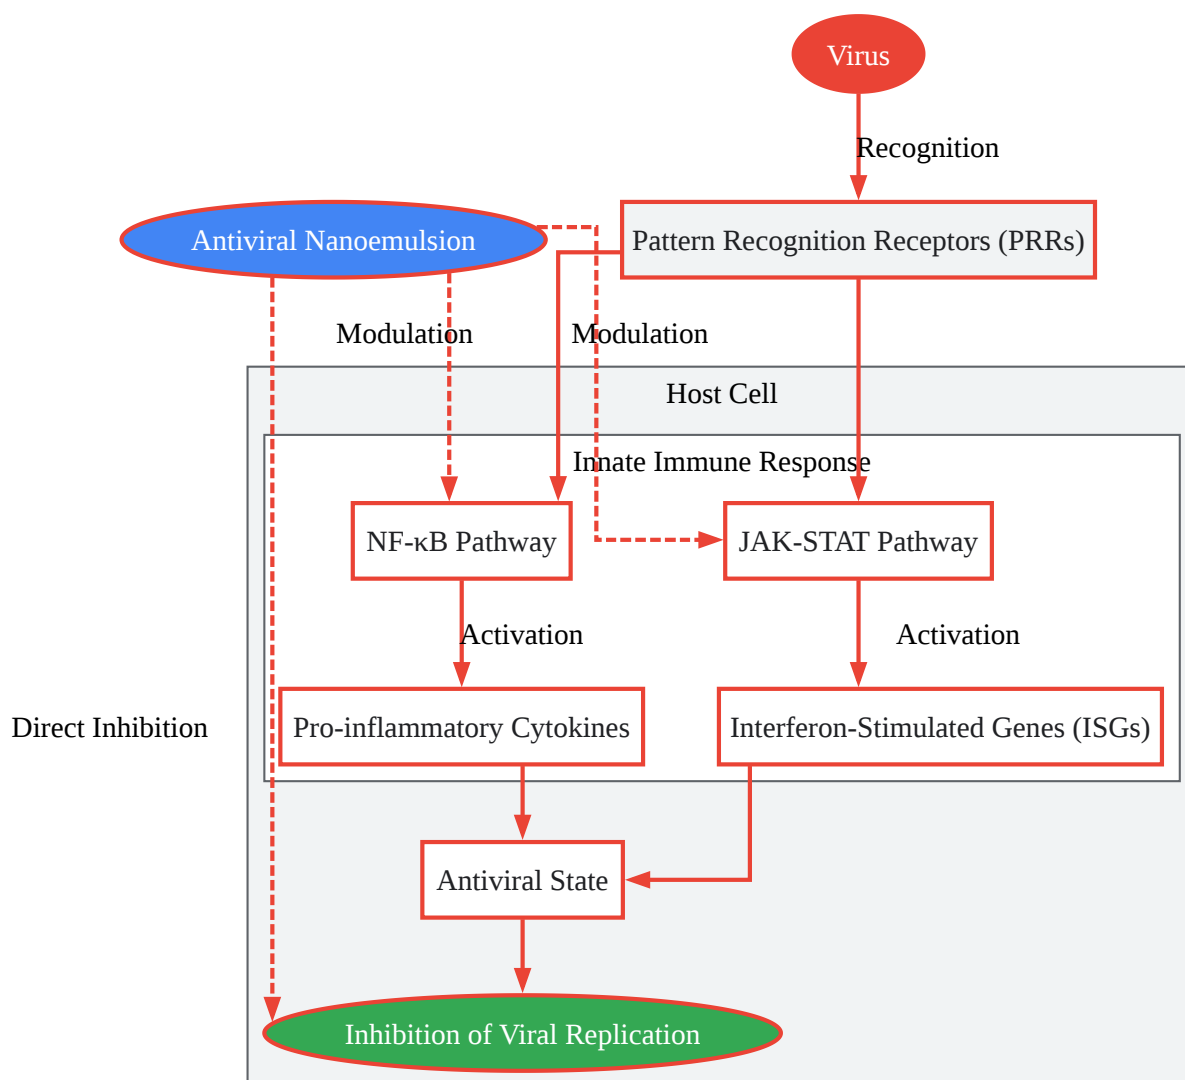 Virus
Recognition
Antiviral Nanoemulsion
Pattern Recognition Receptors (PRRs)
Modulation
Modulation
Host Cell
Innate Immune Response
NF-κB Pathway
JAK-STAT Pathway
Activation
Activation
Direct Inhibition
Pro-inflammatory Cytokines
Interferon-Stimulated Genes (ISGs)
Antiviral State
Inhibition of Viral Replication